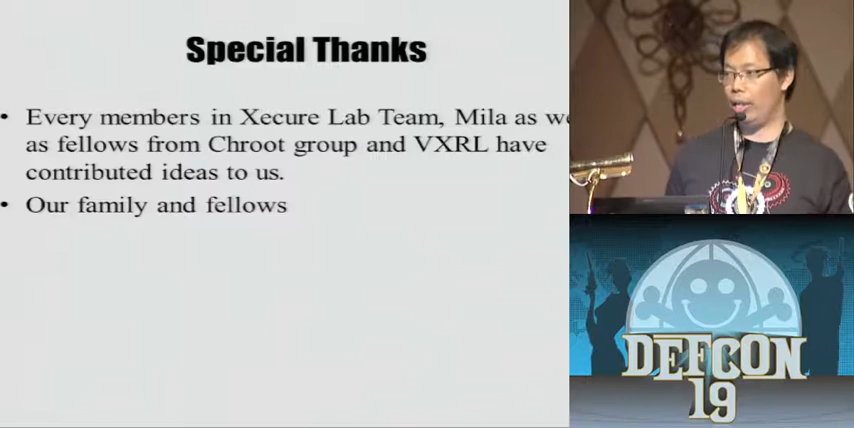 Special Thanks
• Every members in Xecure Lab Team, Mila as we
as fellows from Chroot group and VXRL have
contributed ideas to us.
• Our family and fellows
DEFCON
19